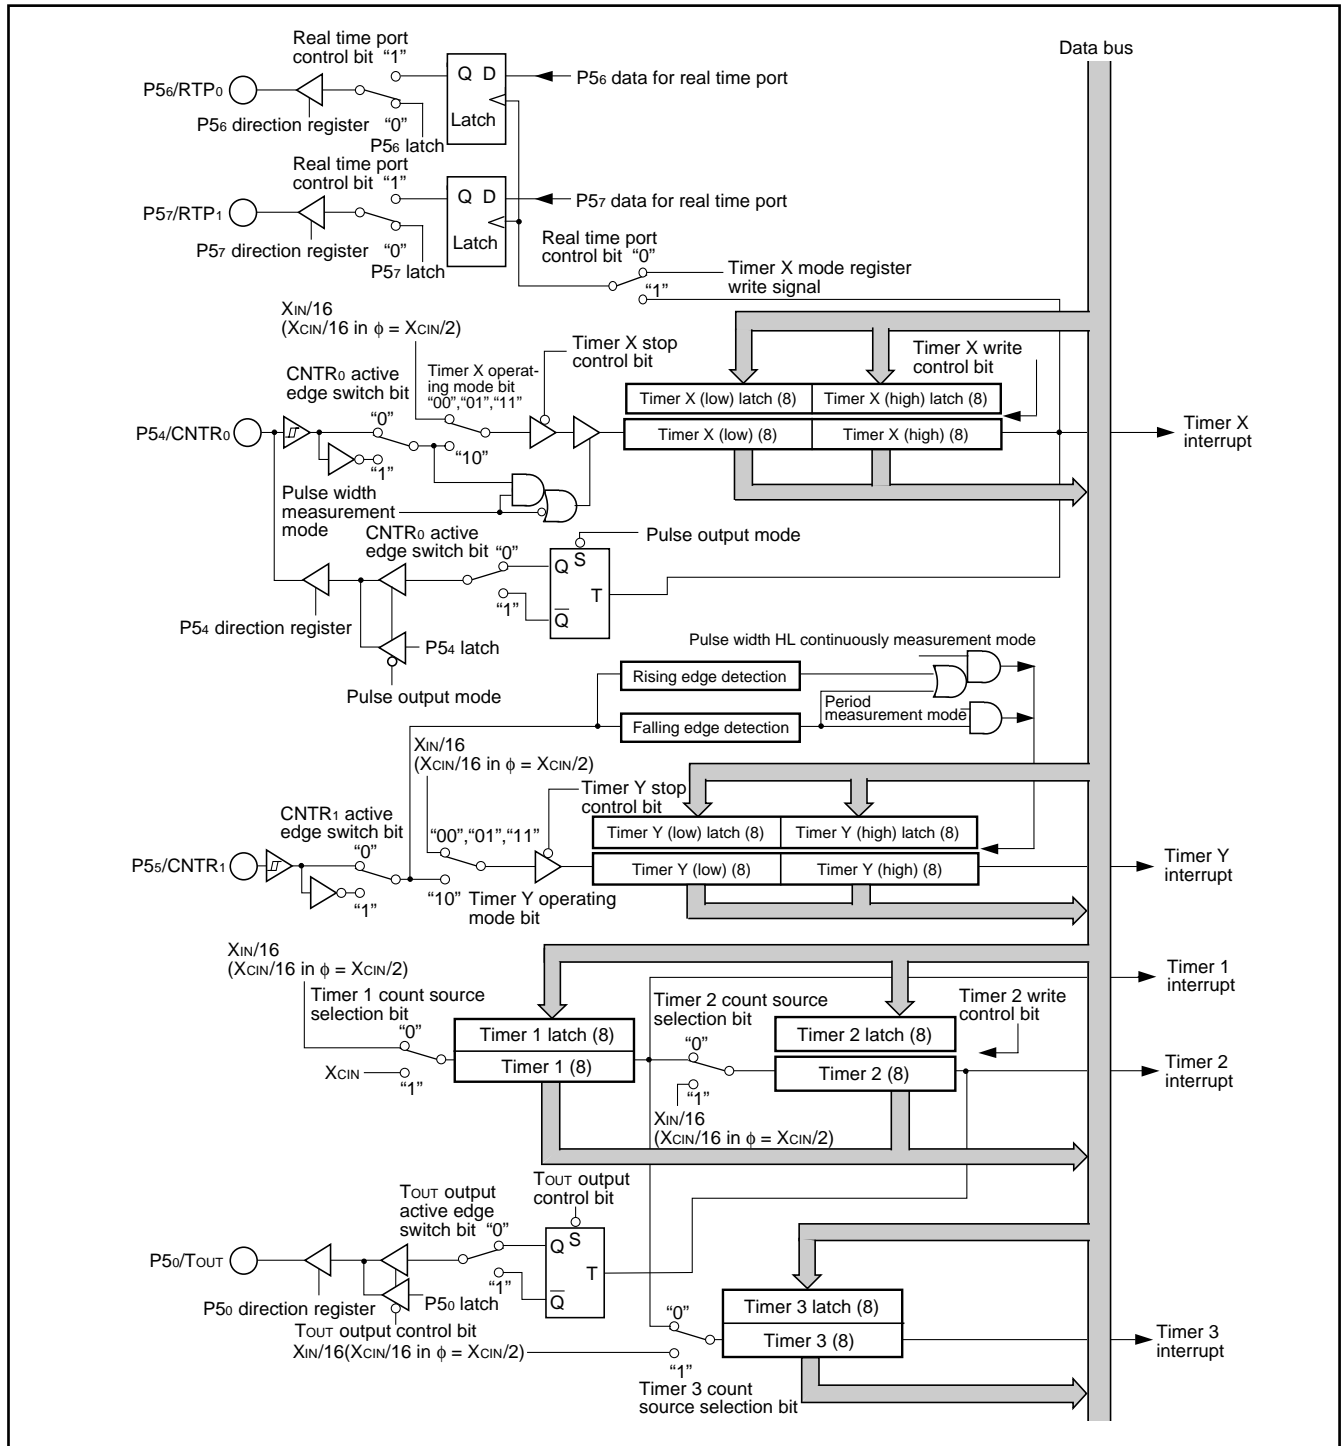 Data bus
Real time port
control bit “1”
Q D
P56 data for real time port
P56/RTP0
P56 direction register
“0”
Latch
P56 latch
Real time port
control bit “1”
Q D
P57 data for real time port
P57/RTP1
P57 direction register
“0”
Latch
P57 latch
Real time port
control bit “0”
Timer X mode register
write signal
“1”
XIN/16
(XCIN/16 in φ = XCIN/2)
Timer X stop
control bit
Timer X write
control bit
CNTR0 active
edge switch bit
Timer X operat-
ing mode bit
“00”,“01”,“11”
Timer X (low) latch (8)
Timer X (high) latch (8)
“0”
P54/CNTR0
Timer X (low) (8)
Timer X (high) (8)
Timer X
interrupt
“10”
“1”
Pulse width
measurement
mode
CNTR0 active
edge switch bit
“0”
Pulse output mode
Q
S
T
“1”
Q
P54 direction register
P54 latch
Pulse output mode
Pulse width HL continuously measurement mode
Rising edge detection
Period
measurement mode
Falling edge detection
XIN/16
(XCIN/16 in φ = XCIN/2)
Timer Y stop
control bit
CNTR1 active
edge switch bit
“00”,“01”,“11”
Timer Y (low) latch (8)
Timer Y (high) latch (8)
“0”
P55/CNTR1
Timer Y (low) (8)
Timer Y (high) (8)
Timer Y
interrupt
“1”
“10” Timer Y operating
mode bit
XIN/16
(XCIN/16 in φ = XCIN/2)
Timer 1
interrupt
Timer 1 count source
selection bit
Timer 2 count source
selection bit
Timer 2 write
control bit
“0”
Timer 1 latch (8)
“0”
Timer 2 latch (8)
XCIN
“1”
Timer 1 (8)
Timer 2 (8)
Timer 2
interrupt
“1”
XIN/16
(XCIN/16 in φ = XCIN/2)
TOUT output
control bit
TOUT output
active edge
switch bit “0”
Q
S
T
P50/TOUT
“1”
Q
P50 direction register
P50 latch
TOUT output control bit
XIN/16(XCIN/16 in φ = XCIN/2)
“0”
Timer 3 latch (8)
Timer 3 (8)
Timer 3
interrupt
“1”
Timer 3 count
source selection bit